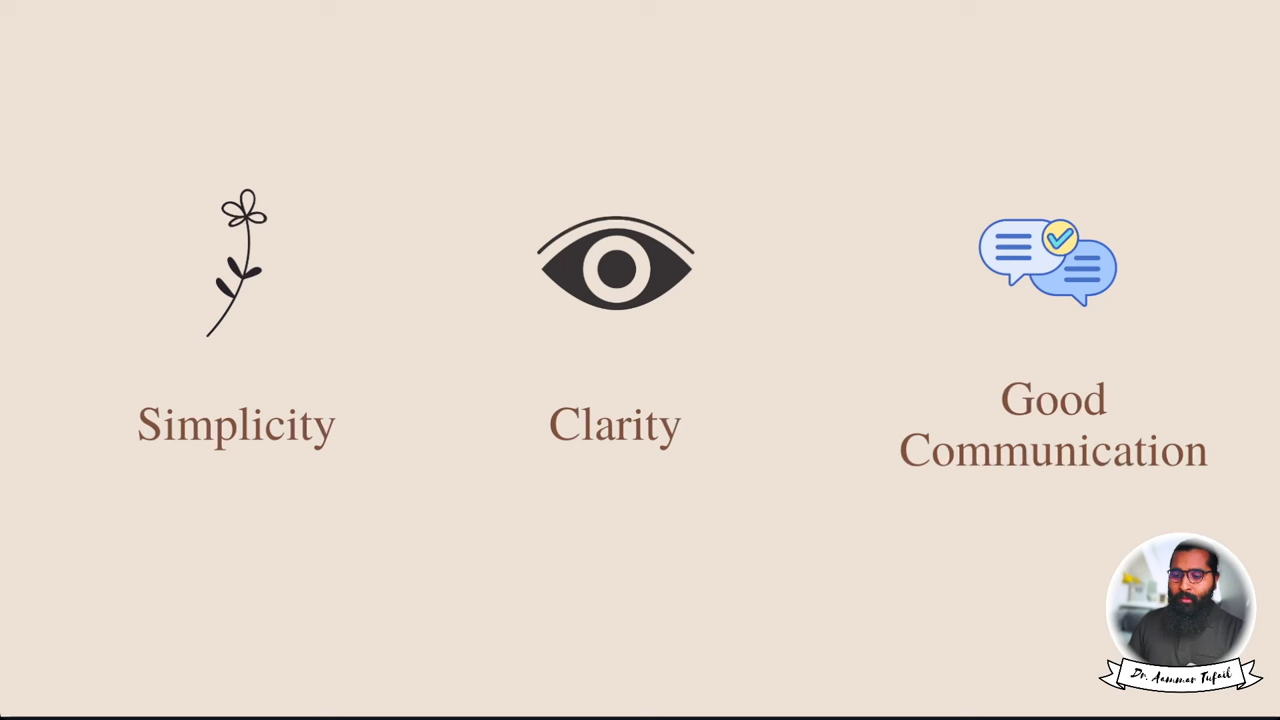 Simplicity
Clarity
Good
Communication
Dr. Aammar Tufail